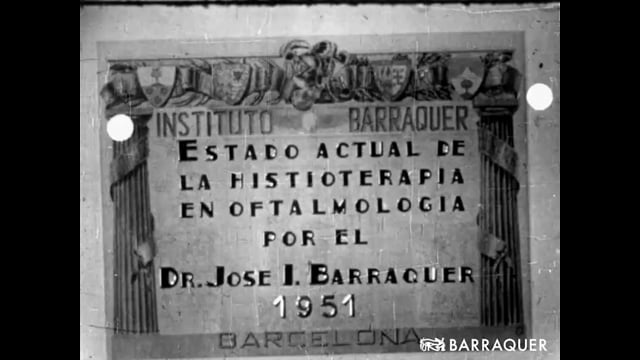 INSTITUTO BARRAQUER
ESTADO ACTUAL DE
LA HISTIOTERAPIA
EN OFTALMOLOGIA
POR EL
DR. JOSE I. BARRAQUER
1951
BARCELONA
BARRAQUER